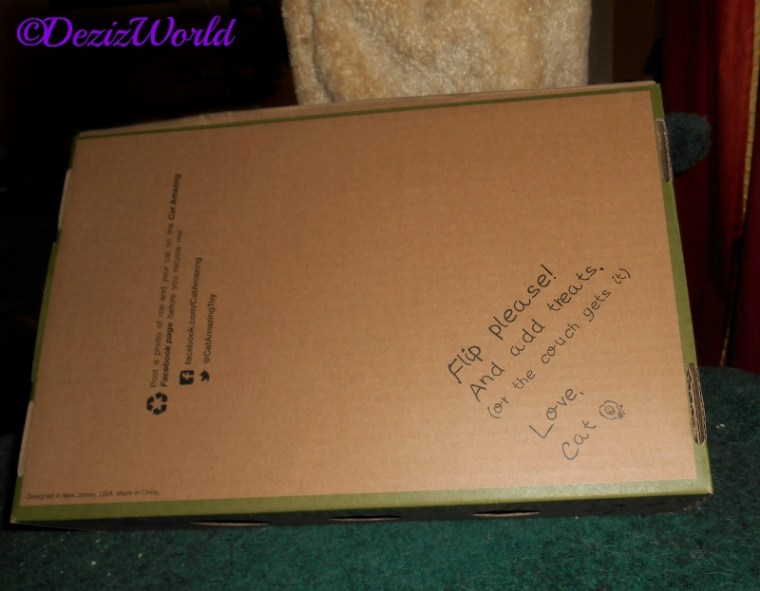 ©DezizWorld
Post a photo of me and your cat on the Cat Amazing
Facebook page before you recycle me!
facebook.com/CatAmazing
@CatAmazingToy
Flip please!
And add treats.
(or the couch gets it)
Love,
Cat
Designed in New Jersey, USA. Made in China.